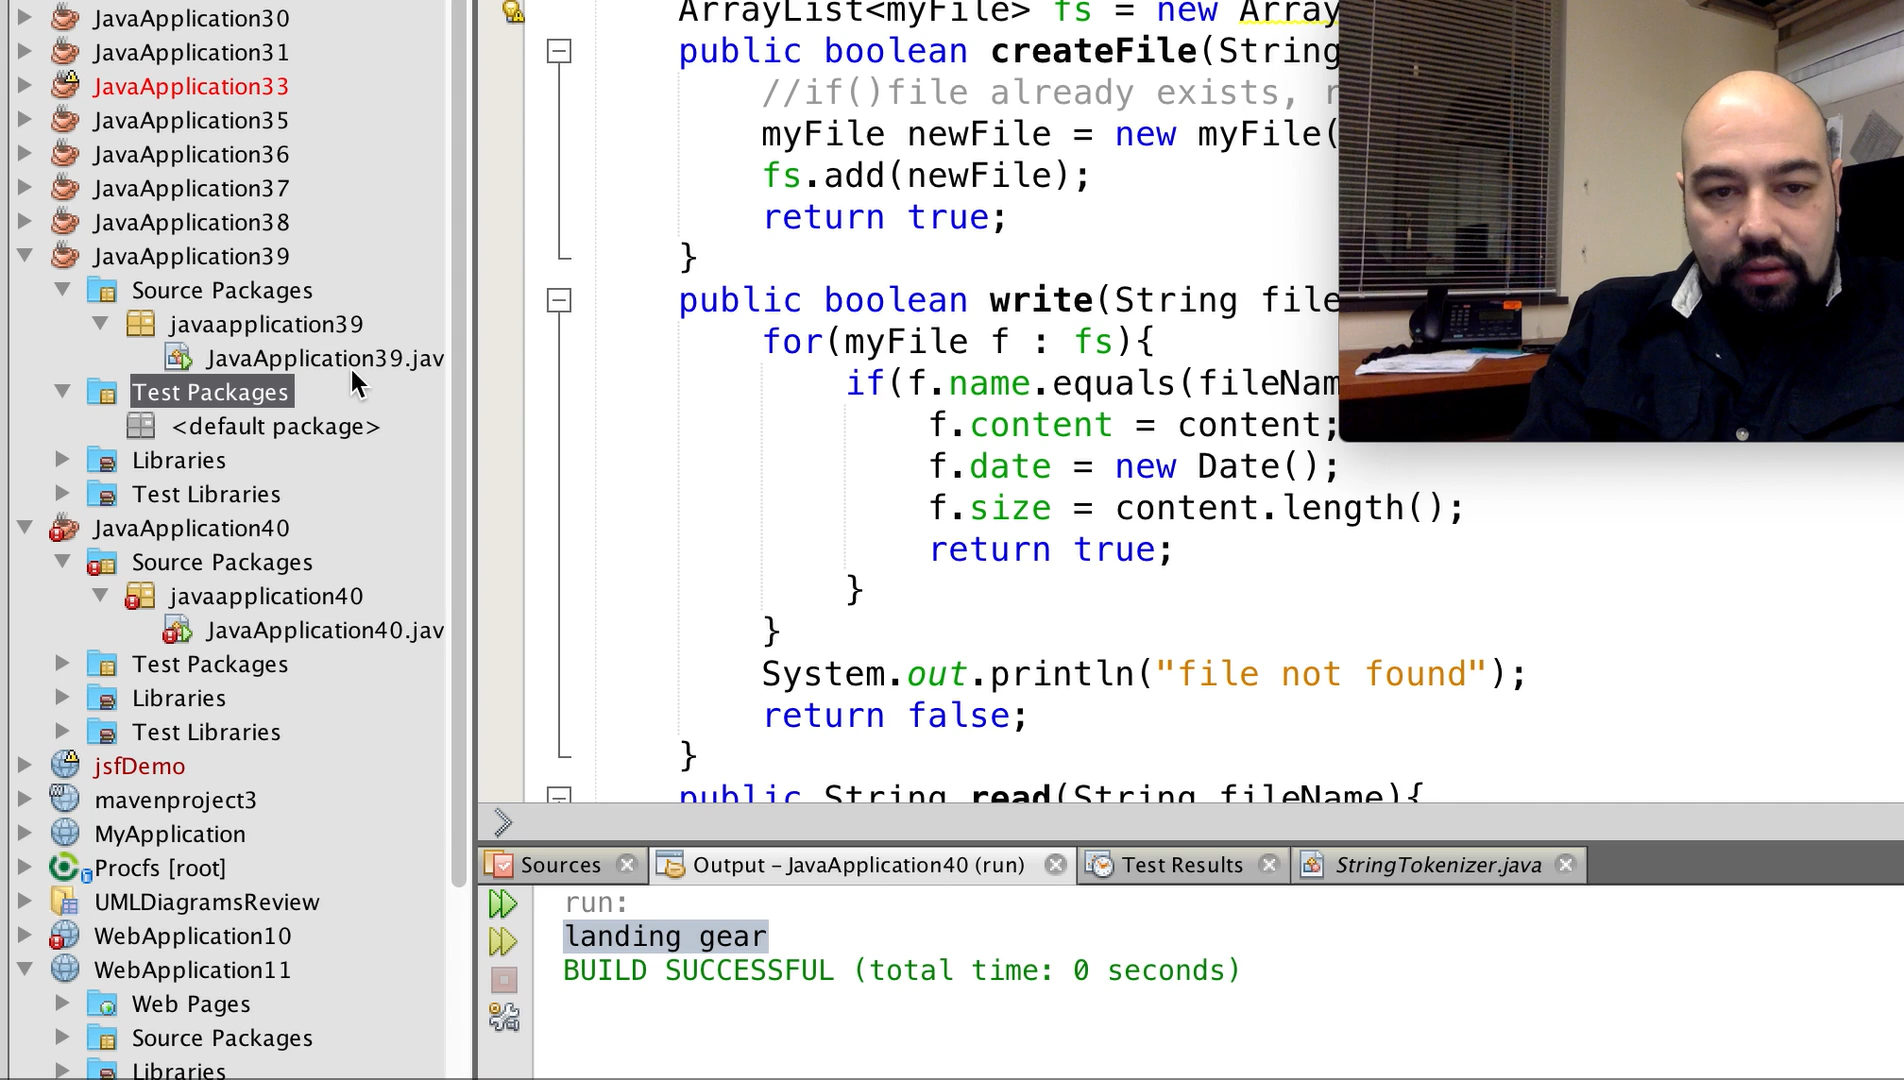 JavaApplication30
JavaApplication31
JavaApplication33
JavaApplication35
JavaApplication36
JavaApplication37
JavaApplication38
JavaApplication39
Source Packages
javaapplication39
JavaApplication39.jav
Test Packages
<default package>
Libraries
Test Libraries
JavaApplication40
Source Packages
javaapplication40
JavaApplication40.jav
Test Packages
Libraries
Test Libraries
jsfDemo
mavenproject3
MyApplication
Procfs [root]
UMLDiagramsReview
WebApplication10
WebApplication11
Web Pages
Source Packages
Libraries
ArrayList<myFile> fs = new Array
public boolean createFile(String
//if()file already exists, r
myFile newFile = new myFile(
fs.add(newFile);
return true;
}
public boolean write(String file
for(myFile f : fs){
if(f.name.equals(fileNam
f.content = content;
f.date = new Date();
f.size = content.length();
return true;
}
}
System.out.println("file not found");
return false;
}
public String read(String fileName){
Sources
Output – JavaApplication40 (run)
Test Results
StringTokenizer.java
run:
landing gear
BUILD SUCCESSFUL (total time: 0 seconds)